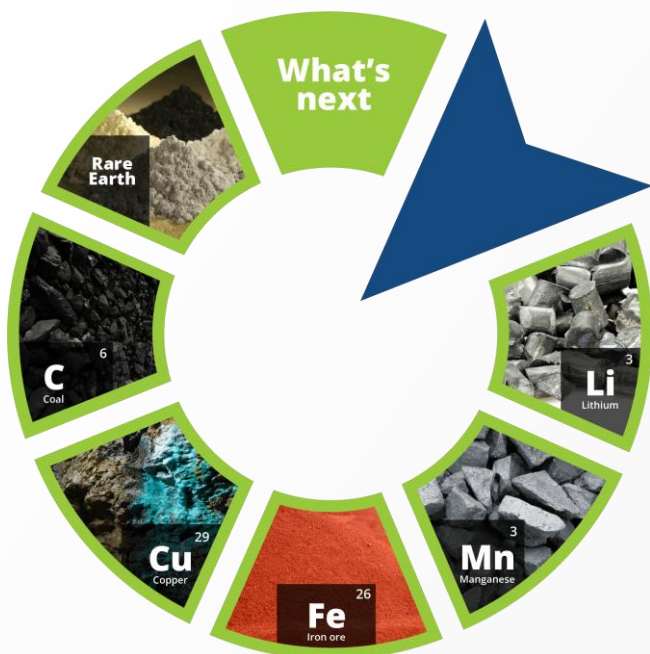 What's
next
Rare
Earth
3
Li
Lithium
6
C
Coal
3
Mn
Manganese
29
Cu
Copper
26
Fe
Iron ore